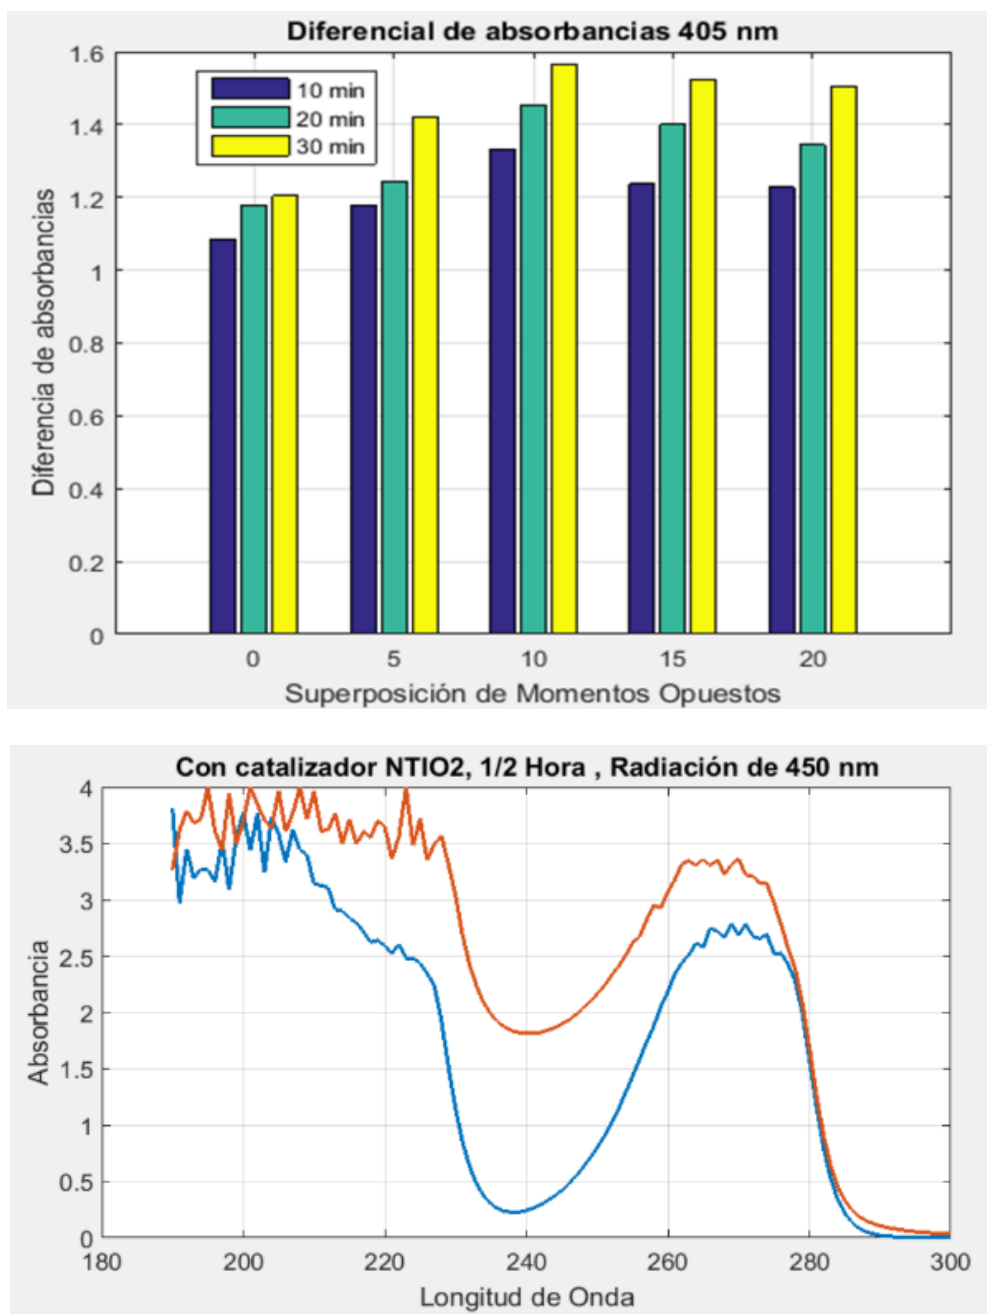 Diferencial de absorbancias 405 nm
1.6
1.4
1.2
1
0.8
0.6
0.4
0.2
0
Diferencia de absorbancias
10 min
20 min
30 min
0 5 10 15 20
Superposición de Momentos Opuestos
Con catalizador NTIO2, 1/2 Hora , Radiación de 450 nm
4
3.5
3
2.5
2
1.5
1
0.5
0
Absorbancia
180 200 220 240 260 280 300
Longitud de Onda